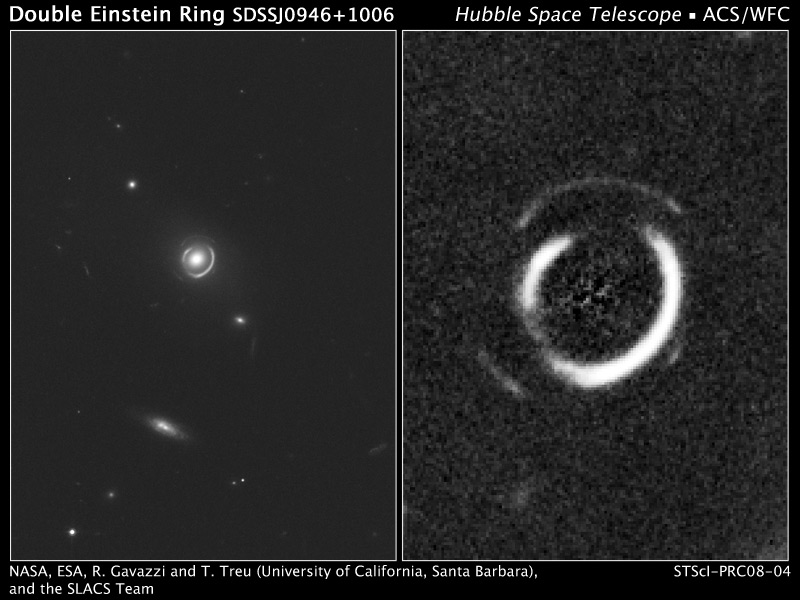 Double Einstein Ring SDSSJ0946+1006
Hubble Space Telescope ▪ ACS/WFC
NASA, ESA, R. Gavazzi and T. Treu (University of California, Santa Barbara),
and the SLACS Team
STScI-PRC08-04